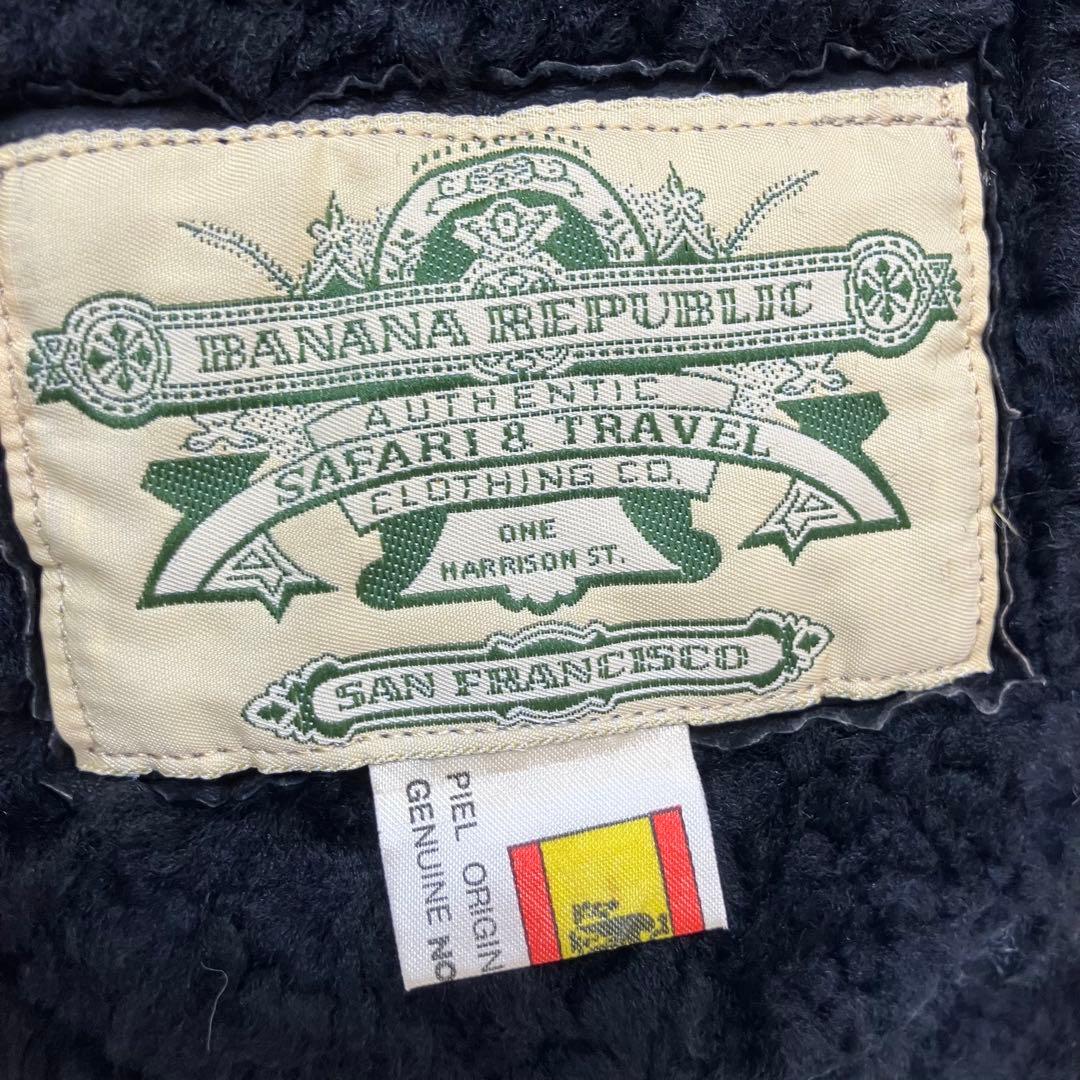 BANANA REPUBLIC
AUTHENTIC
SAFARI & TRAVEL
CLOTHING CO.
ONE
HARRISON ST.
SAN FRANCISCO
PIEL ORIGIN
GENUINE NO